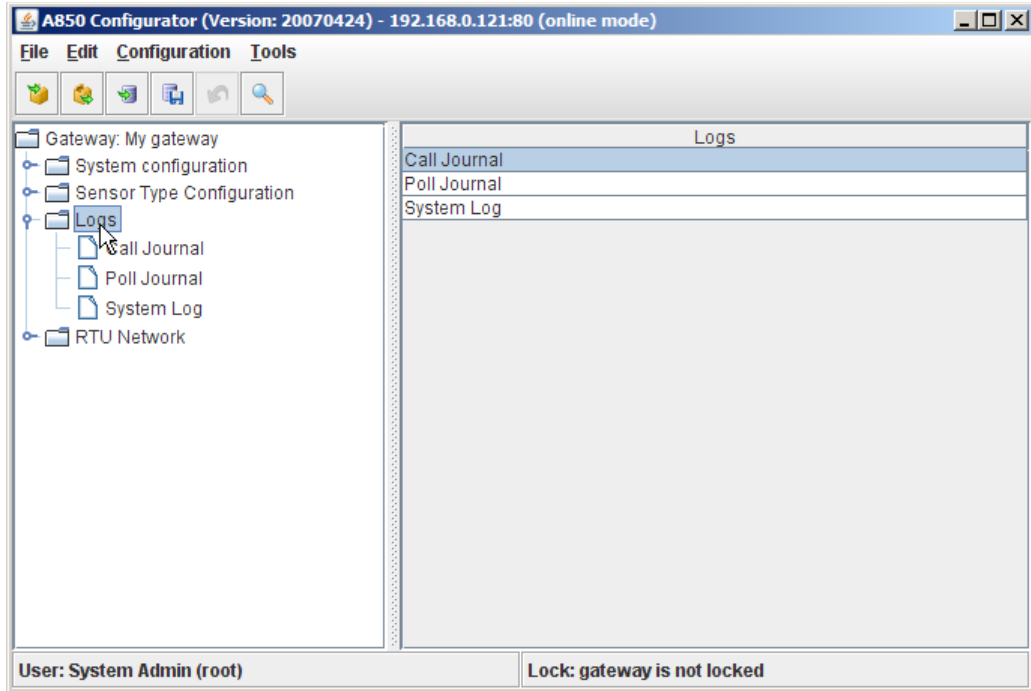 A850 Configurator (Version: 20070424) - 192.168.0.121:80 (online mode)
File Edit Configuration Tools
Gateway: My gateway
System configuration
Sensor Type Configuration
Logs
Call Journal
Poll Journal
System Log
RTU Network
Logs
Call Journal
Poll Journal
System Log
User: System Admin (root)
Lock: gateway is not locked